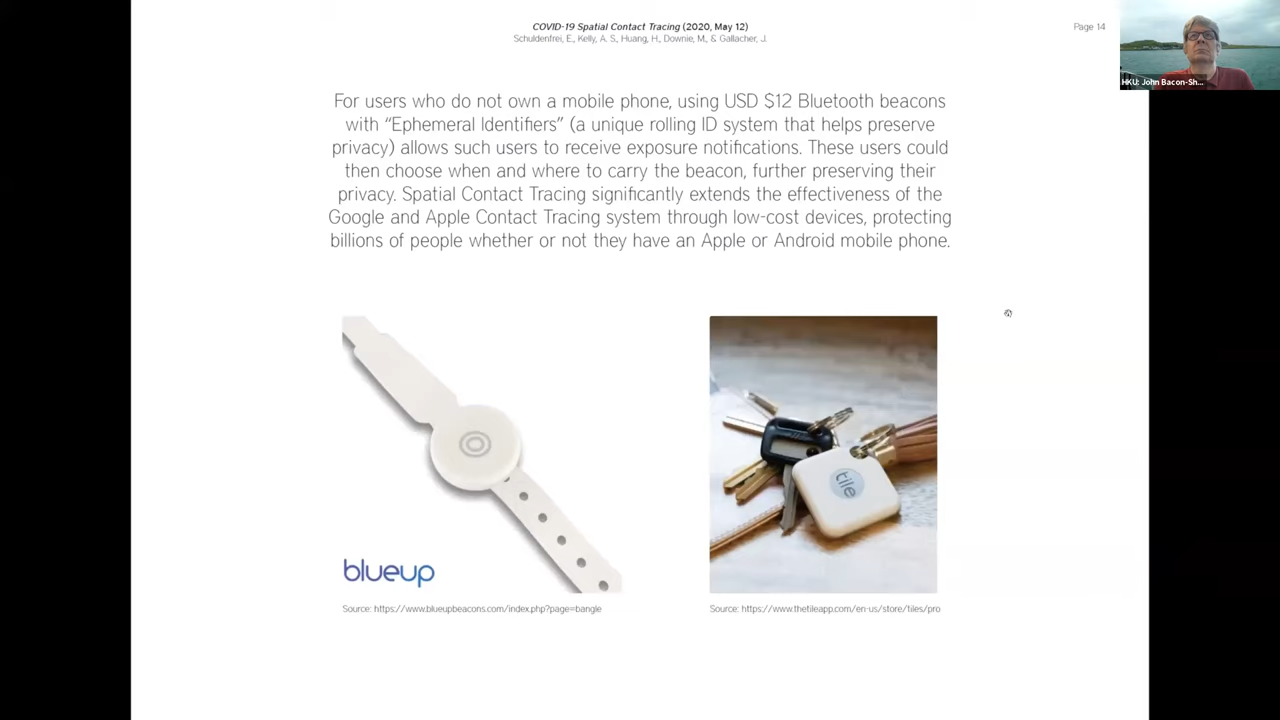 COVID-19 Spatial Contact Tracing (2020, May 12)
Schuldenfrei, E., Kelly, A. S., Huang, H., Downie, M., & Gallacher, J.
Page 14
HKU: John Bacon-Sh...
For users who do not own a mobile phone, using USD $12 Bluetooth beacons
with “Ephemeral Identifiers” (a unique rolling ID system that helps preserve
privacy) allows such users to receive exposure notifications. These users could
then choose when and where to carry the beacon, further preserving their
privacy. Spatial Contact Tracing significantly extends the effectiveness of the
Google and Apple Contact Tracing system through low-cost devices, protecting
billions of people whether or not they have an Apple or Android mobile phone.
tile
blueup
Source: https://www.blueupbeacons.com/index.php?page=bangle
Source: https://www.thetileapp.com/en-us/store/tiles/pro